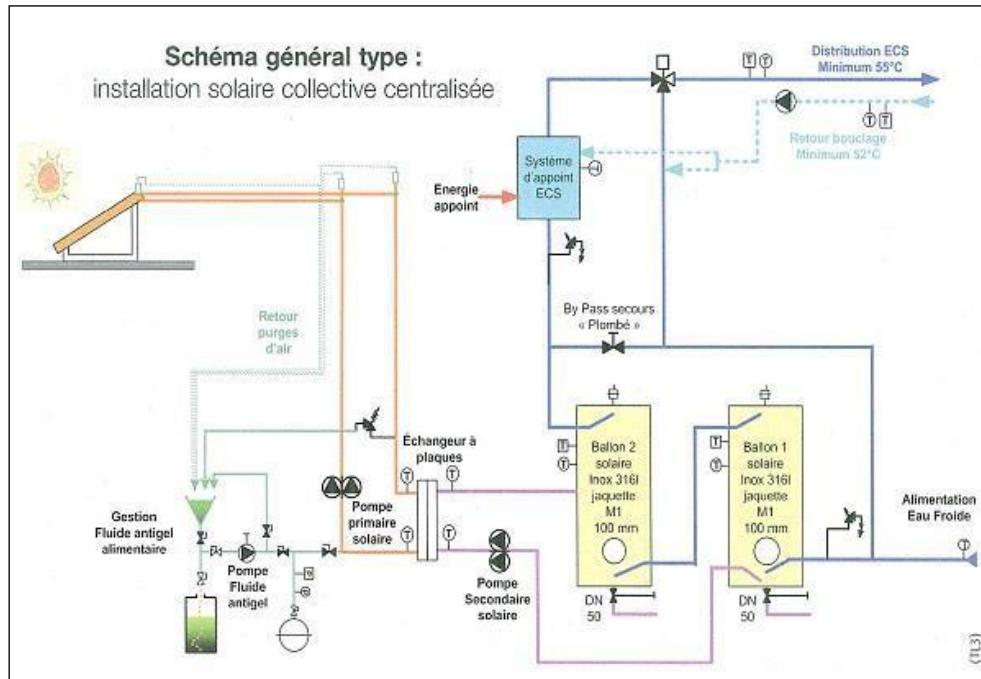 Schéma général type :
installation solaire collective centralisée
Distribution ECS
Minimum 55°C
T
T
T
T
Retour bouclage
Minimum 52°C
Système
d'appoint
ECS
T
Energie
appoint
By Pass secours
« Plombé »
Retour
purges
d'air
Échangeur à
plaques
T
T
T
T
Pompe
primaire
solaire
Gestion
Fluide antigel
alimentaire
Pompe
Fluide
antigel
Pompe
Secondaire
solaire
T
T
Ballon 2
solaire
Inox 316l
jaquette
M1
100 mm
DN
50
T
T
Ballon 1
solaire
Inox 316l
jaquette
M1
100 mm
DN
50
Alimentation
Eau Froide
T
(TL3)